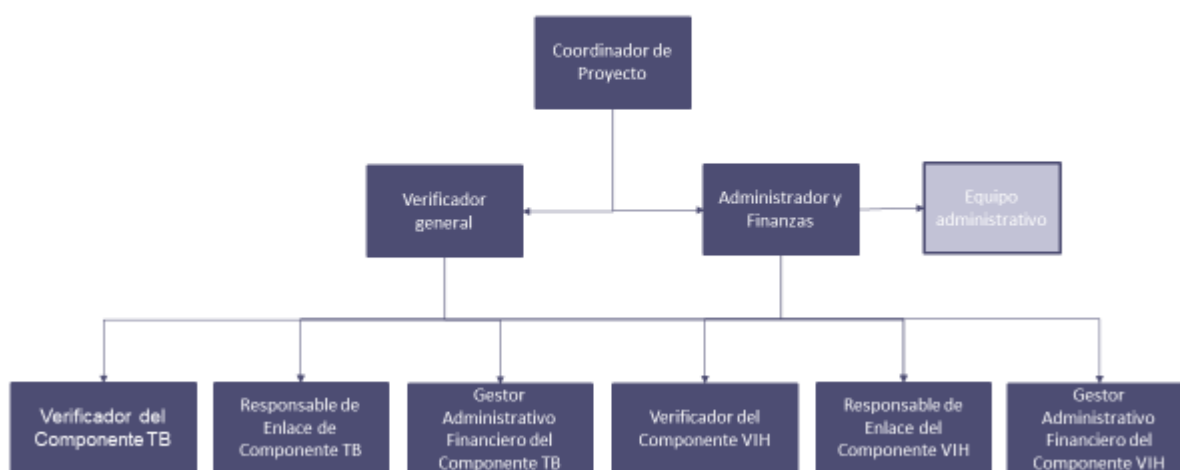 Coordinador de
Proyecto
Verificador
general
Administrador y
Finanzas
Equipo
administrativo
Verificador del
Componente TB
Responsable de
Enlace de
Componente TB
Gestor
Administrativo
Financiero del
Componente TB
Verificador del
Componente VIH
Responsable de
Enlace del
Componente VIH
Gestor
Administrativo
Financiero del
Componente VIH